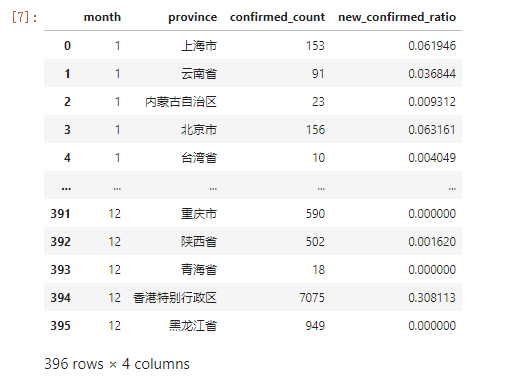 [7]: month province confirmed_count new_confirmed_ratio
0 1 上海市 153 0.061946
1 1 云南省 91 0.036844
2 1 内蒙古自治区 23 0.009312
3 1 北京市 156 0.063161
4 1 台湾省 10 0.004049
... ... ... ... ...
391 12 重庆市 590 0.000000
392 12 陕西省 502 0.001620
393 12 青海省 18 0.000000
394 12 香港特别行政区 7075 0.308113
395 12 黑龙江省 949 0.000000
396 rows × 4 columns